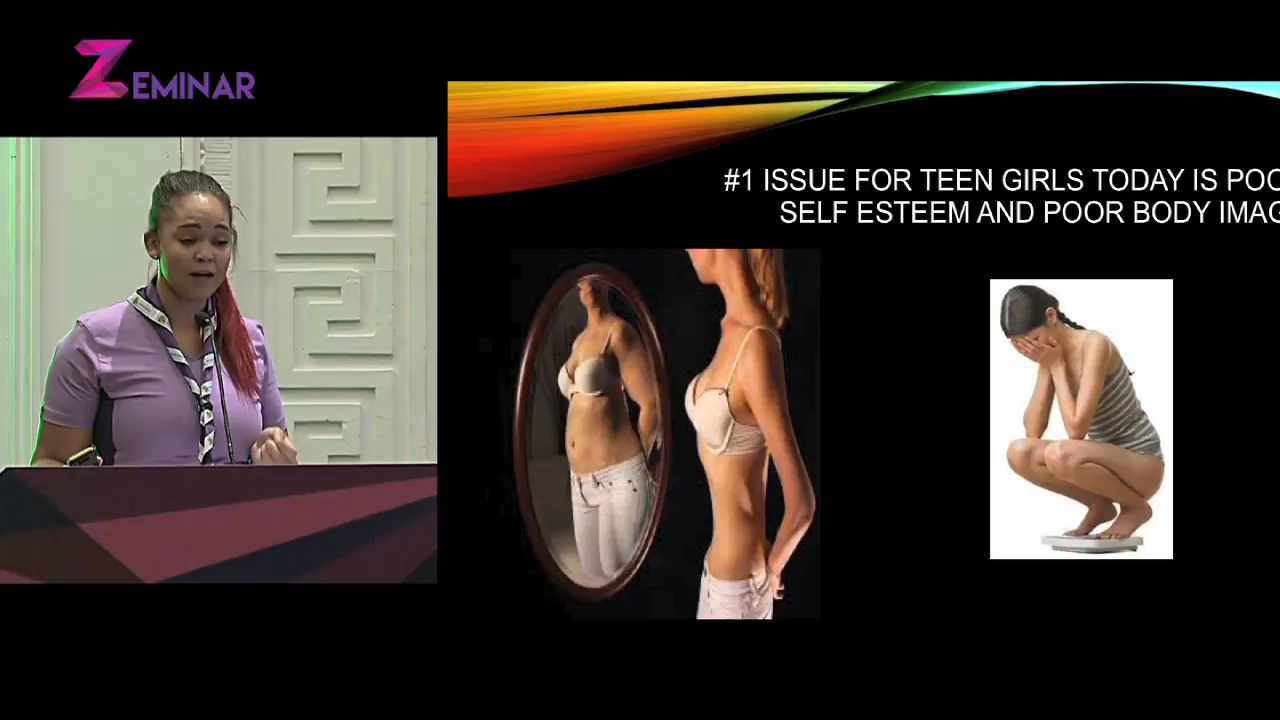 ZEMINAR
#1 ISSUE FOR TEEN GIRLS TODAY IS
SELF ESTEEM AND POOR BODY